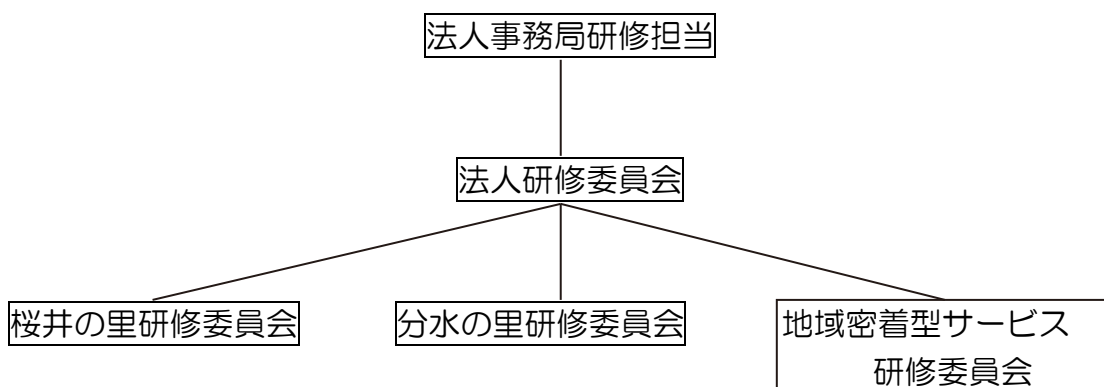 法人事務局研修担当
法人研修委員会
桜井の里研修委員会
分水の里研修委員会
地域密着型サービス
研修委員会